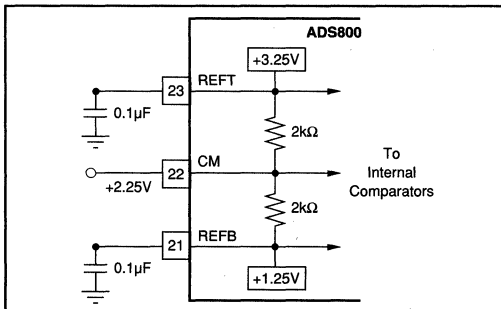 ADS800
+3.25V
23
REFT
0.1µF
2kΩ
22
CM
+2.25V
To
Internal
Comparators
2kΩ
21
REFB
0.1µF
+1.25V